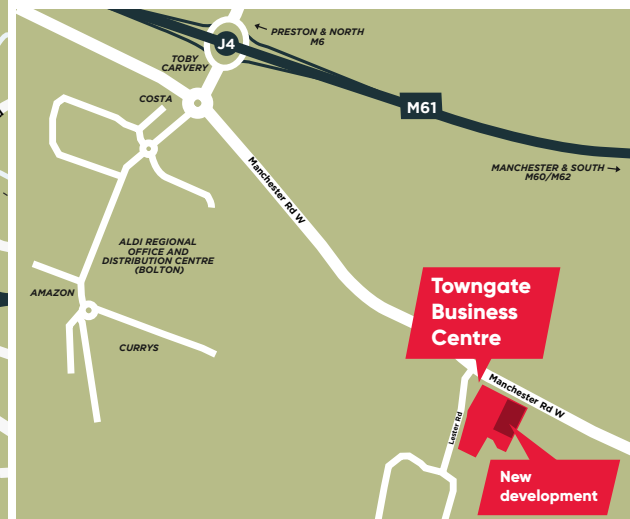 PRESTON & NORTH
M6
J4
TOBY
CARVERY
COSTA
M61
MANCHESTER & SOUTH
M60/M62
Manchester Rd W
ALDI REGIONAL
OFFICE AND
DISTRIBUTION CENTRE
(BOLTON)
AMAZON
CURRYS
Towngate
Business
Centre
Manchester Rd W
Lester Rd
New
development